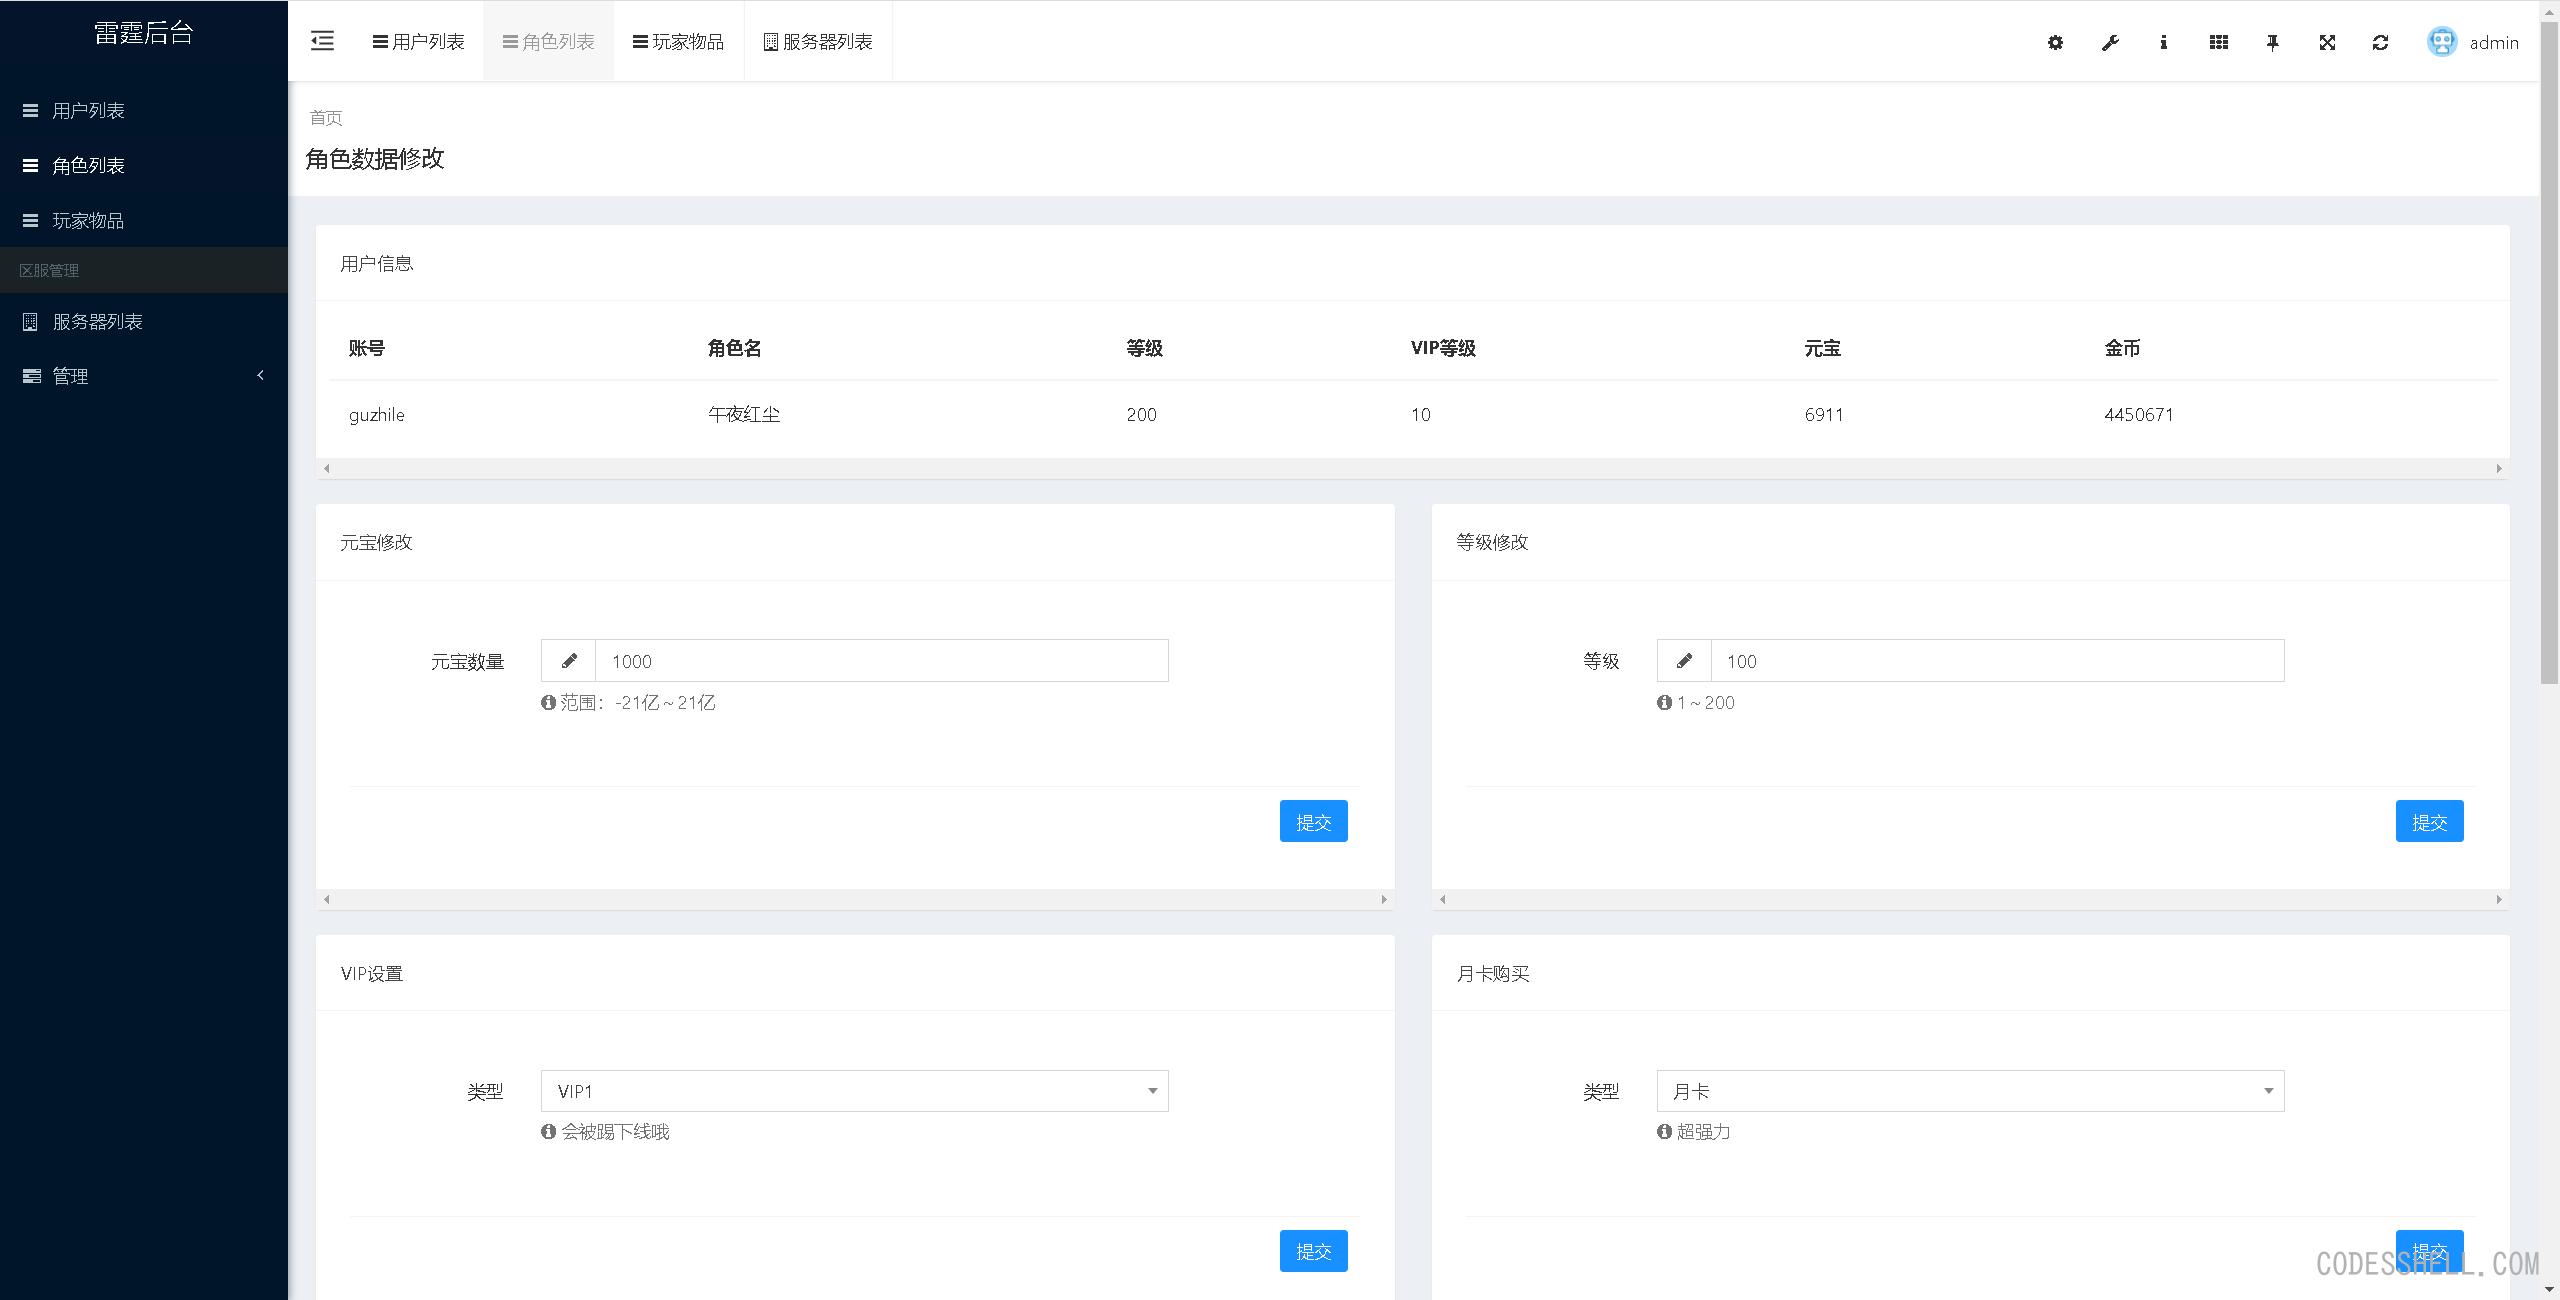 雷霆后台
用户列表
角色列表
玩家物品
服务器列表
admin
用户列表
角色列表
玩家物品
区服管理
服务器列表
管理
首页
角色数据修改
用户信息
账号 角色名 等级 VIP等级 元宝 金币
guzhile 午夜红尘 200 10 6911 4450671
元宝修改
元宝数量 1000
范围：-21亿 ~ 21亿
提交
等级修改
等级 100
1 ~ 200
提交
VIP设置
类型 VIP1
会被踢下线哦
提交
月卡购买
类型 月卡
超强力
提交
CODESSHELL.COM